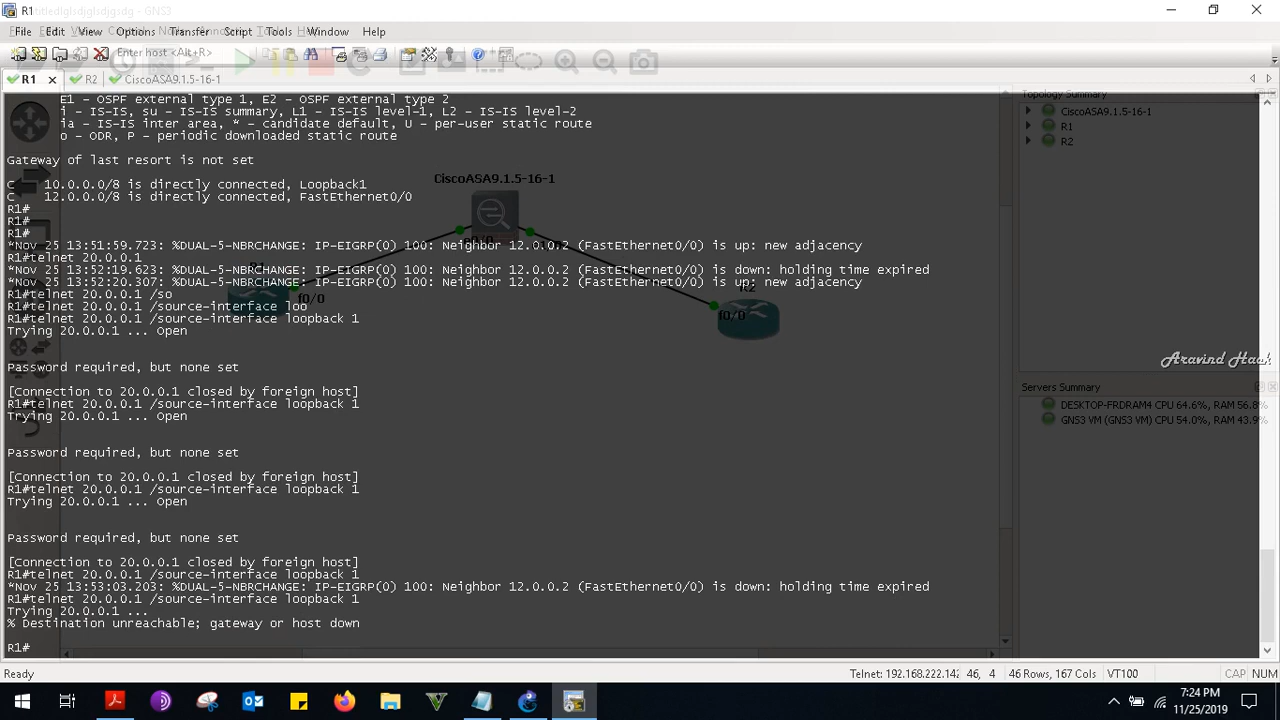 R1
Untitledlglsdjglsdjgsdg - GNS3
File Edit View Options Transfer Script Tools Window Help
Enter host <Alt+R>
R1
R2
CiscoASA9.1.5-16-1
E1 - OSPF external type 1, E2 - OSPF external type 2
i - IS-IS, su - IS-IS summary, L1 - IS-IS level-1, L2 - IS-IS level-2
ia - IS-IS inter area, * - candidate default, U - per-user static route
o - ODR, P - periodic downloaded static route
Gateway of last resort is not set
C 10.0.0.0/8 is directly connected, Loopback1
C 12.0.0.0/8 is directly connected, FastEthernet0/0
R1#
R1#
R1#
*Nov 25 13:51:59.723: %DUAL-5-NBRCHANGE: IP-EIGRP(0) 100: Neighbor 12.0.0.2 (FastEthernet0/0) is up: new adjacency
R1#telnet 20.0.0.1
*Nov 25 13:52:19.623: %DUAL-5-NBRCHANGE: IP-EIGRP(0) 100: Neighbor 12.0.0.2 (FastEthernet0/0) is down: holding time expired
*Nov 25 13:52:20.307: %DUAL-5-NBRCHANGE: IP-EIGRP(0) 100: Neighbor 12.0.0.2 (FastEthernet0/0) is up: new adjacency
R1#telnet 20.0.0.1 /so
R1#telnet 20.0.0.1 /source-interface loo
R1#telnet 20.0.0.1 /source-interface loopback 1
Trying 20.0.0.1 ... Open
Password required, but none set
[Connection to 20.0.0.1 closed by foreign host]
R1#telnet 20.0.0.1 /source-interface loopback 1
Trying 20.0.0.1 ... Open
Password required, but none set
[Connection to 20.0.0.1 closed by foreign host]
R1#telnet 20.0.0.1 /source-interface loopback 1
Trying 20.0.0.1 ... Open
Password required, but none set
[Connection to 20.0.0.1 closed by foreign host]
R1#telnet 20.0.0.1 /source-interface loopback 1
*Nov 25 13:53:03.203: %DUAL-5-NBRCHANGE: IP-EIGRP(0) 100: Neighbor 12.0.0.2 (FastEthernet0/0) is down: holding time expired
R1#telnet 20.0.0.1 /source-interface loopback 1
Trying 20.0.0.1 ...
% Destination unreachable; gateway or host down
R1#
CiscoASA9.1.5-16-1
R1
f0/0
R2
f0/0
Topology Summary
CiscoASA9.1.5-16-1
R1
R2
Aravind Haak
Servers Summary
DESKTOP-FRDRAM4 CPU 64.6%, RAM 56.8%
GNS3 VM (GNS3 VM) CPU 54.0%, RAM 43.9%
Ready
Telnet: 192.168.222.142 46, 4 46 Rows, 167 Cols VT100 CAP NUM
7:24 PM
11/25/2019